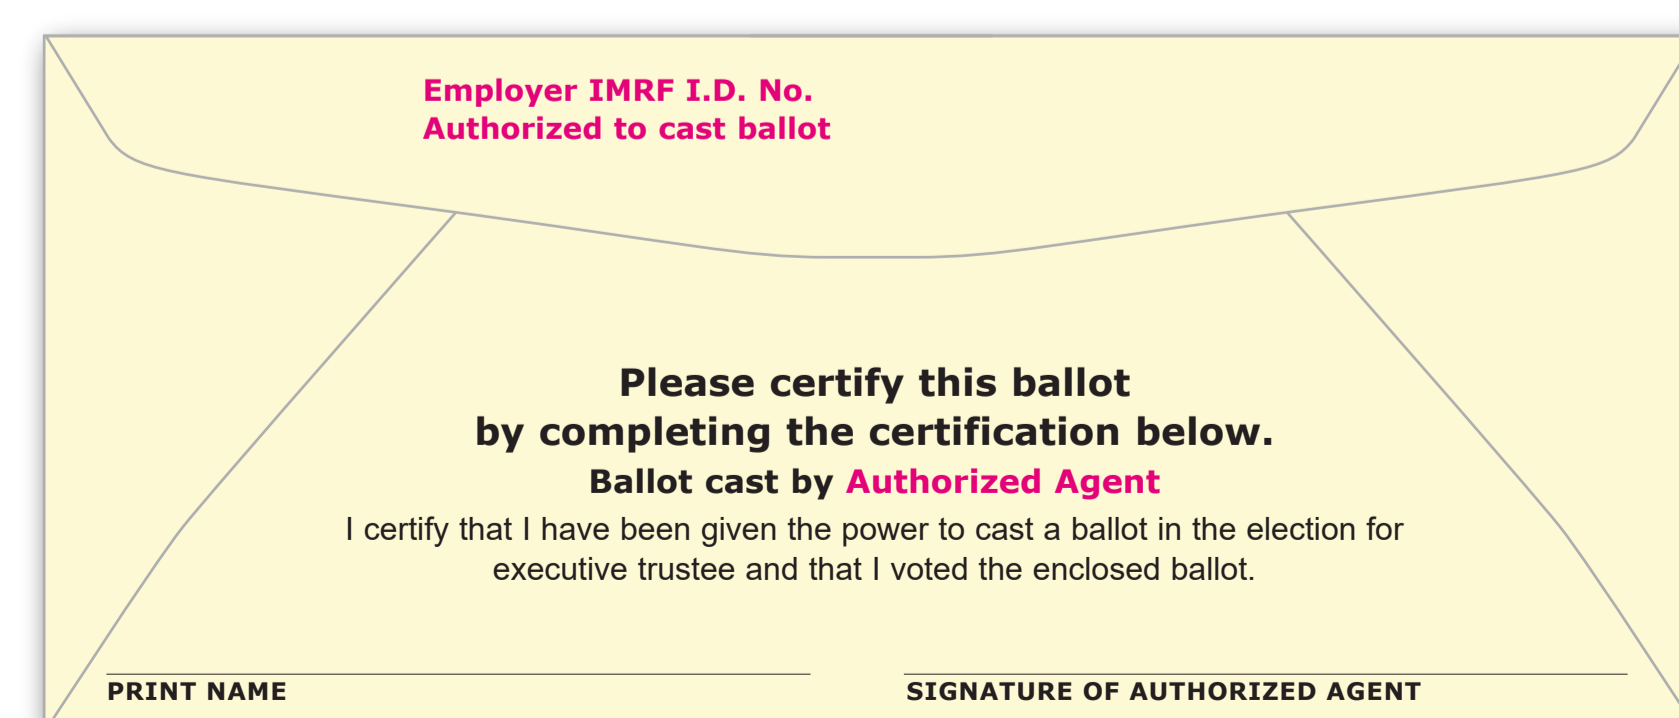 Employer IMRF I.D. No.
Authorized to cast ballot
Please certify this ballot
by completing the certification below.
Ballot cast by Authorized Agent
I certify that I have been given the power to cast a ballot in the election for
executive trustee and that I voted the enclosed ballot.
PRINT NAME
SIGNATURE OF AUTHORIZED AGENT